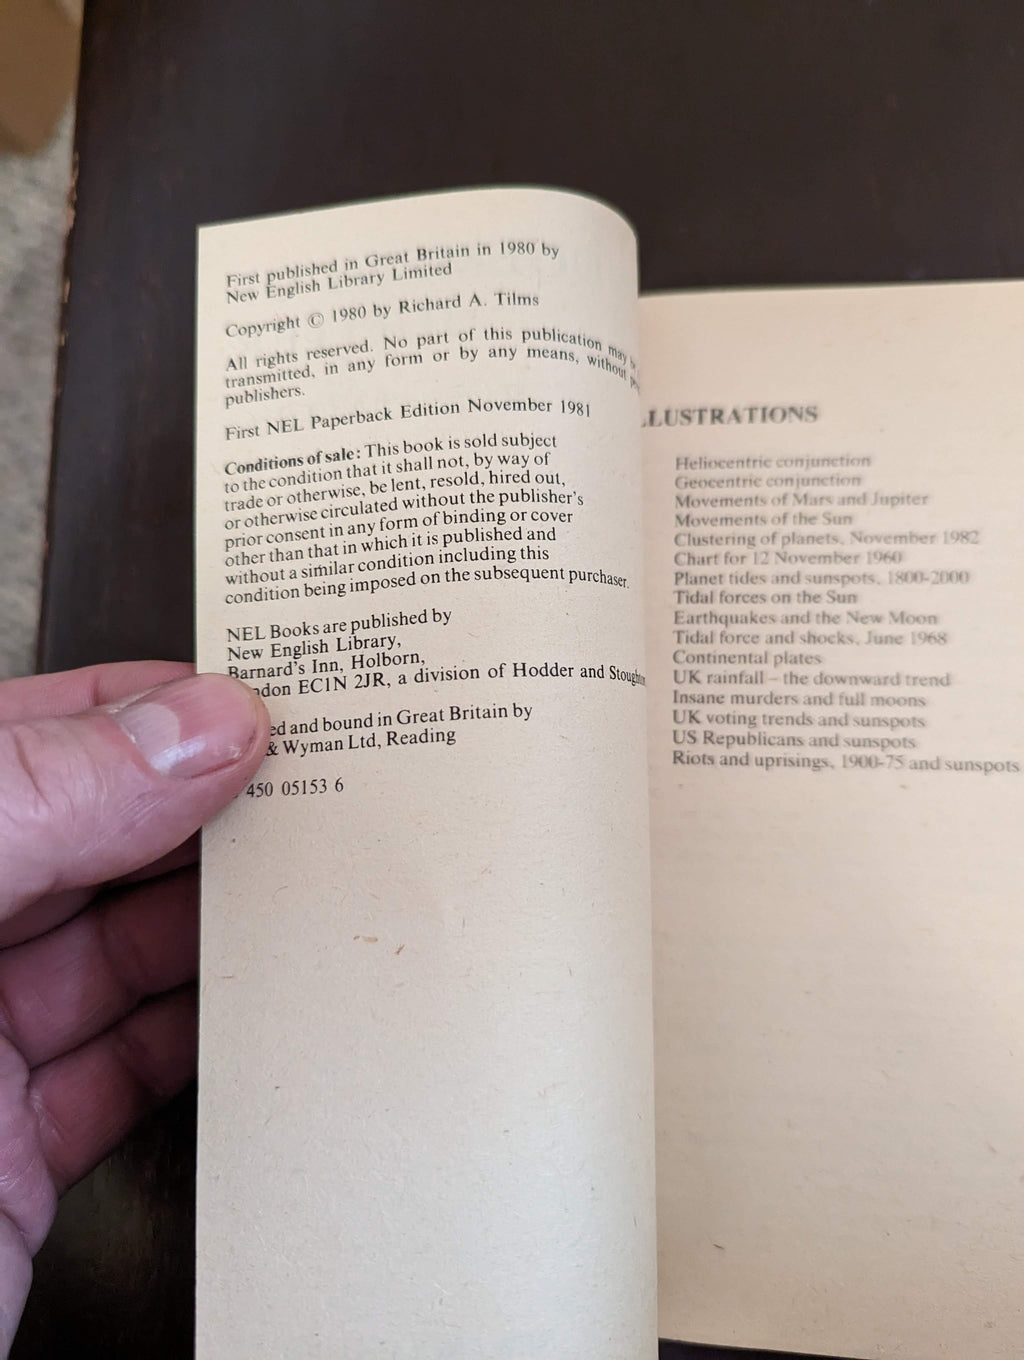 First published in Great Britain in 1980 by
New English Library Limited
Copyright © 1980 by Richard A. Tilms
All rights reserved. No part of this publication may
transmitted, in any form or by any means, without
publishers.
First NEL Paperback Edition November 1981
Conditions of sale: This book is sold subject
to the condition that it shall not, by way of
trade or otherwise, be lent, resold, hired out,
or otherwise circulated without the publisher's
prior consent in any form of binding or cover
other than that in which it is published and
without a similar condition including this
condition being imposed on the subsequent purchaser.
NEL Books are published by
New English Library,
Barnard's Inn, Holborn,
ndon EC1N 2JR, a division of Hodder and Stoughton
ed and bound in Great Britain by
& Wyman Ltd, Reading
450 05153 6
LLUSTRATIONS
Heliocentric conjunction
Geocentric conjunction
Movements of Mars and Jupiter
Movements of the Sun
Clustering of planets, November 1982
Chart for 12 November 1960
Planet tides and sunspots, 1800-2000
Tidal forces on the Sun
Earthquakes and the New Moon
Tidal force and shocks, June 1968
Continental plates
UK rainfall – the downward trend
Insane murders and full moons
UK voting trends and sunspots
US Republicans and sunspots
Riots and uprisings, 1900-75 and sunspots